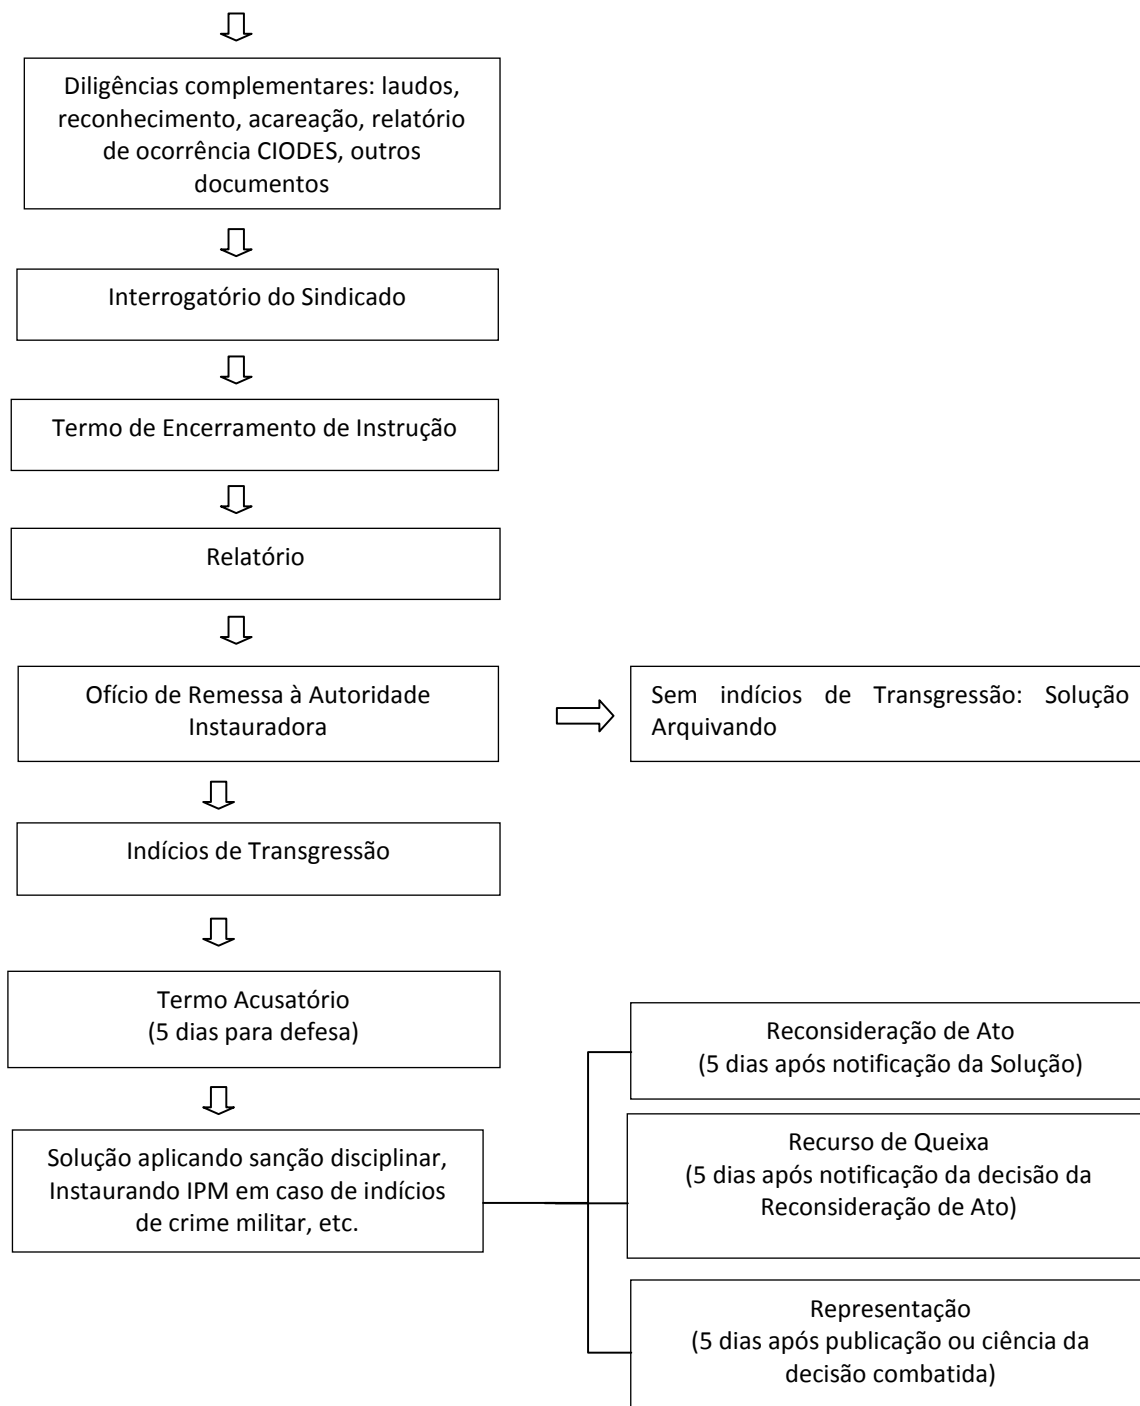 Diligências complementares: laudos,
reconhecimento, acareação, relatório
de ocorrência CIODES, outros
documentos
Interrogatório do Sindicado
Termo de Encerramento de Instrução
Relatório
Ofício de Remessa à Autoridade
Instauradora
Sem indícios de Transgressão: Solução
Arquivando
Indícios de Transgressão
Termo Acusatório
(5 dias para defesa)
Solução aplicando sanção disciplinar,
Instaurando IPM em caso de indícios
de crime militar, etc.
Reconsideração de Ato
(5 dias após notificação da Solução)
Recurso de Queixa
(5 dias após notificação da decisão da
Reconsideração de Ato)
Representação
(5 dias após publicação ou ciência da
decisão combatida)